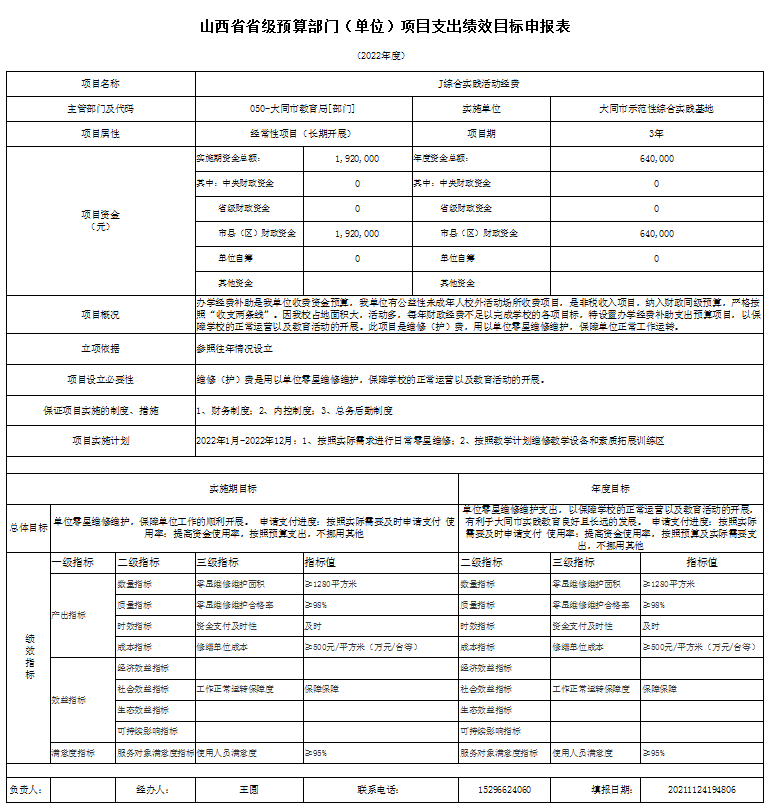 山西省省级预算部门（单位）项目支出绩效目标申报表
（2022年度）
项目名称 J综合实践活动经费
主管部门及代码 050-大同市教育局[部门] 实施单位 大同市示范性综合实践基地
项目属性 经常性项目（长期开展） 项目期 3年
项目资金
（元）
实施期资金总额： 1,920,000 年度资金总额： 640,000
其中：中央财政资金 0 其中：中央财政资金 0
省级财政资金 0 省级财政资金 0
市县（区）财政资金 1,920,000 市县（区）财政资金 640,000
单位自筹 0 单位自筹 0
其他资金 其他资金
项目概况
办学经费补助是我单位收费资金预算，我单位有公益性未成年人校外活动场所收费项目，是非税收入项目，纳入财政同级预算，严格按
照“收支两条线”。因我校占地面积大，活动多，每年财政经费不足以完成学校的各项目标，特设置办学经费补助支出预算项目，以保
障学校的正常运营以及教育活动的开展。此项目是维修（护）费，用以单位零星维修维护，保障单位正常工作运转。
立项依据 参照往年情况设立
项目设立必要性 维修（护）费是用以单位零星维修维护，保障学校的正常运营以及教育活动的开展。
保证项目实施的制度、措施 1、财务制度；2、内控制度；3、总务后勤制度
项目实施计划 2022年1月-2022年12月：1、按照实际需求进行日常零星维修；2、按照教学计划维修教学设备和素质拓展训练区
实施期目标 年度目标
总体目标
单位零星维修维护，保障单位工作的顺利开展。 申请支付进度：按照实际需要及时申请支付 使
用率：提高资金使用率，按照预算支出，不挪用其他
单位零星维修维护支出，以保障学校的正常运营以及教育活动的开展，
有利于大同市实践教育良好且长远的发展。 申请支付进度：按照实际
需要及时申请支付 使用率：提高资金使用率，按照预算及实际需要支
出，不挪用其他
绩效指标
一级指标 二级指标 三级指标 指标值 二级指标 三级指标 指标值
产出指标
数量指标 零星维修维护面积 ≥1280平方米 数量指标 零星维修维护面积 ≥1280平方米
质量指标 零星维修维护合格率 ≥98% 质量指标 零星维修维护合格率 ≥98%
时效指标 资金支付及时性 及时 时效指标 资金支付及时性 及时
成本指标 修缮单位成本 ≥500元/平方米（万元/台等） 成本指标 修缮单位成本 ≥500元/平方米（万元/台等）
效益指标
经济效益指标 经济效益指标
社会效益指标 工作正常运转保障度 保障保障 社会效益指标 工作正常运转保障度 保障保障
生态效益指标 生态效益指标
可持续影响指标 可持续影响指标
满意度指标 服务对象满意度指标 使用人员满意度 ≥95% 服务对象满意度指标 使用人员满意度 ≥95%
负责人： 经办人： 王圆 联系电话： 15296624060 填报日期： 20211124194806